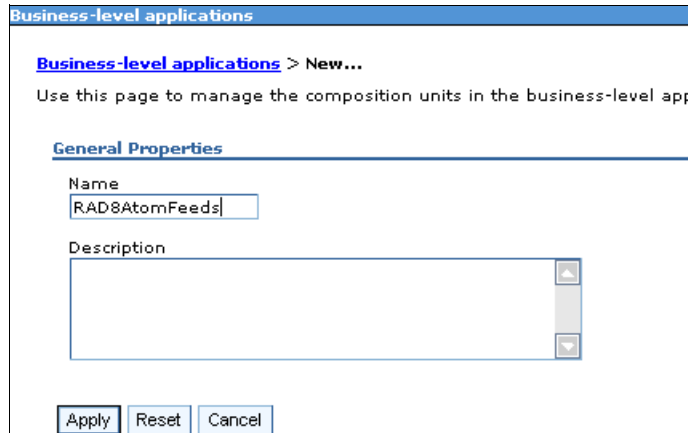 Business-level applications
Business-level applications > New...
Use this page to manage the composition units in the business-level
General Properties
Name
RAD8AtomFeeds
Description
Apply Reset Cancel